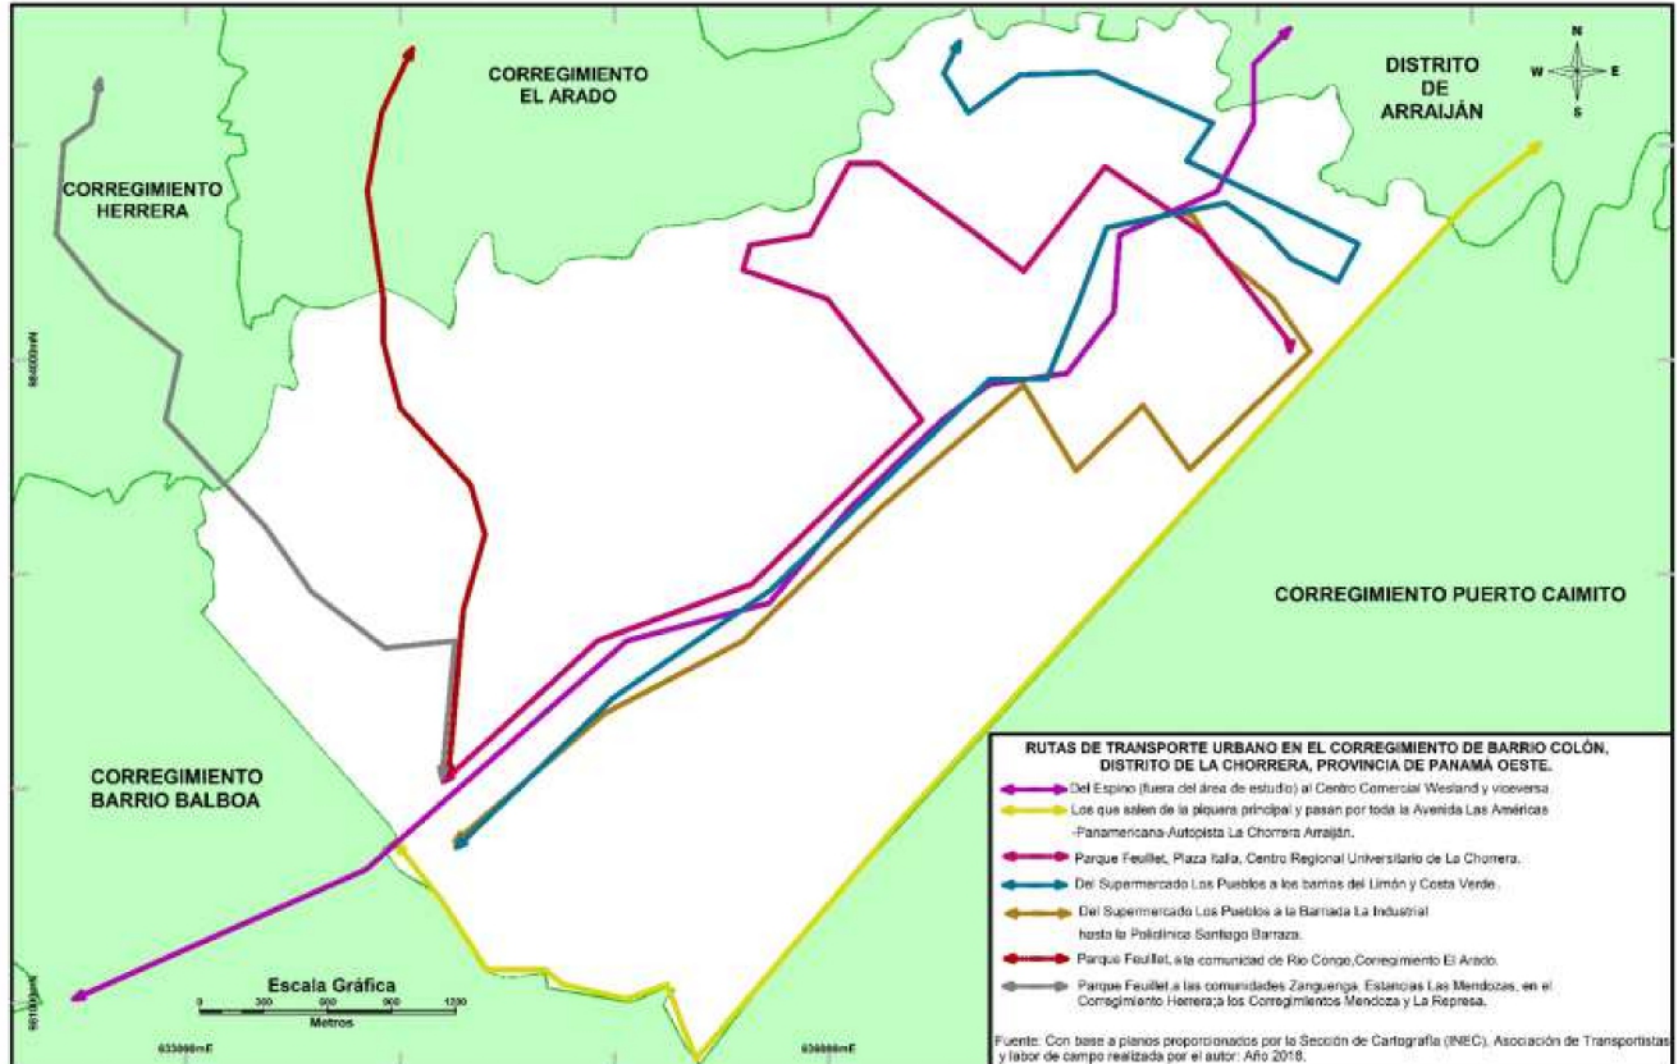 CORREGIMIENTO
EL ARADO
DISTRITO
DE
ARRAIJÁN
N
W
E
S
CORREGIMIENTO
HERRERA
CORREGIMIENTO PUERTO CAIMITO
CORREGIMIENTO
BARRIO BALBOA
Escala Gráfica
0 300 600 900 1200
Metros
RUTAS DE TRANSPORTE URBANO EN EL CORREGIMIENTO DE BARRIO COLÓN,
DISTRITO DE LA CHORRERA, PROVINCIA DE PANAMÁ OESTE.
Del Espino (fuera del área de estudio) al Centro Comercial Wesland y viceversa
Los que salen de la piquera principal y pasan por toda la Avenida Las Américas
-Panamericana-Autopista La Chorrera Arraiján.
Parque Feuillet, Plaza Italia, Centro Regional Universitario de La Chorrera.
Del Supermercado Los Pueblos a los barrios del Limón y Costa Verde.
Del Supermercado Los Pueblos a la Barriada La Industrial
hasta la Policlínica Santiago Barraza.
Parque Feuillet, a la comunidad de Rio Congo, Corregimiento El Arado.
Parque Feuillet,a las comunidades Zanguenga, Estancias Las Mendozas, en el
Corregimiento Herrera;a los Corregimientos Mendoza y La Represa.
Fuente: Con base a planos proporcionados por la Sección de Cartografía (INEC), Asociación de Transportistas
y labor de campo realizada por el autor: Año 2018.